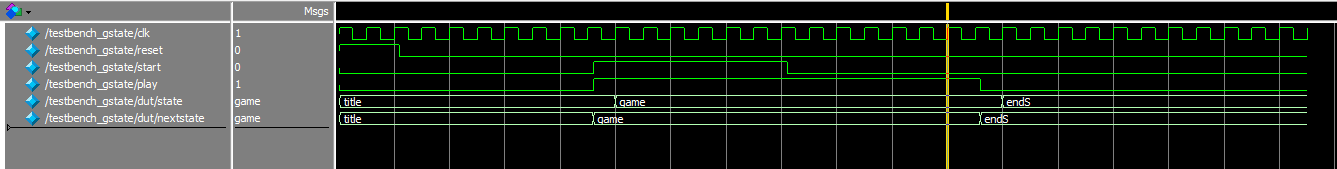 Msgs
/testbench_gstate/clk 1
/testbench_gstate/reset 0
/testbench_gstate/start 0
/testbench_gstate/play 1
/testbench_gstate/dut/state game title game endS
/testbench_gstate/dut/nextstate game title game endS